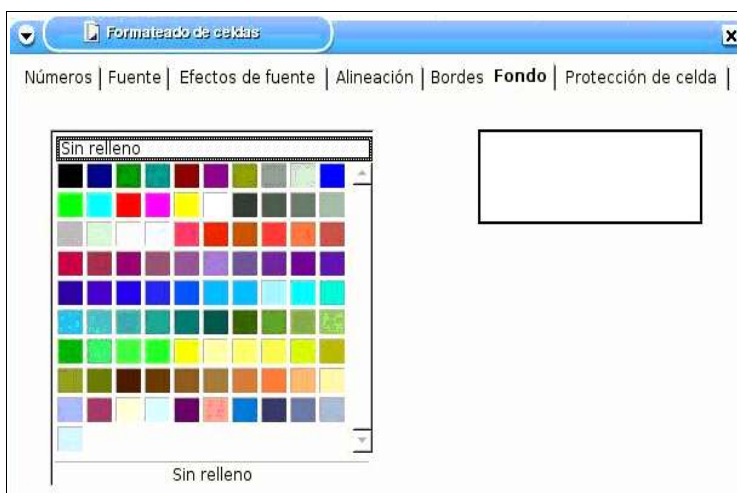 Formateado de celdas
Números | Fuente | Efectos de fuente | Alineación | Bordes Fondo | Protección de celda |
Sin relleno
Sin relleno